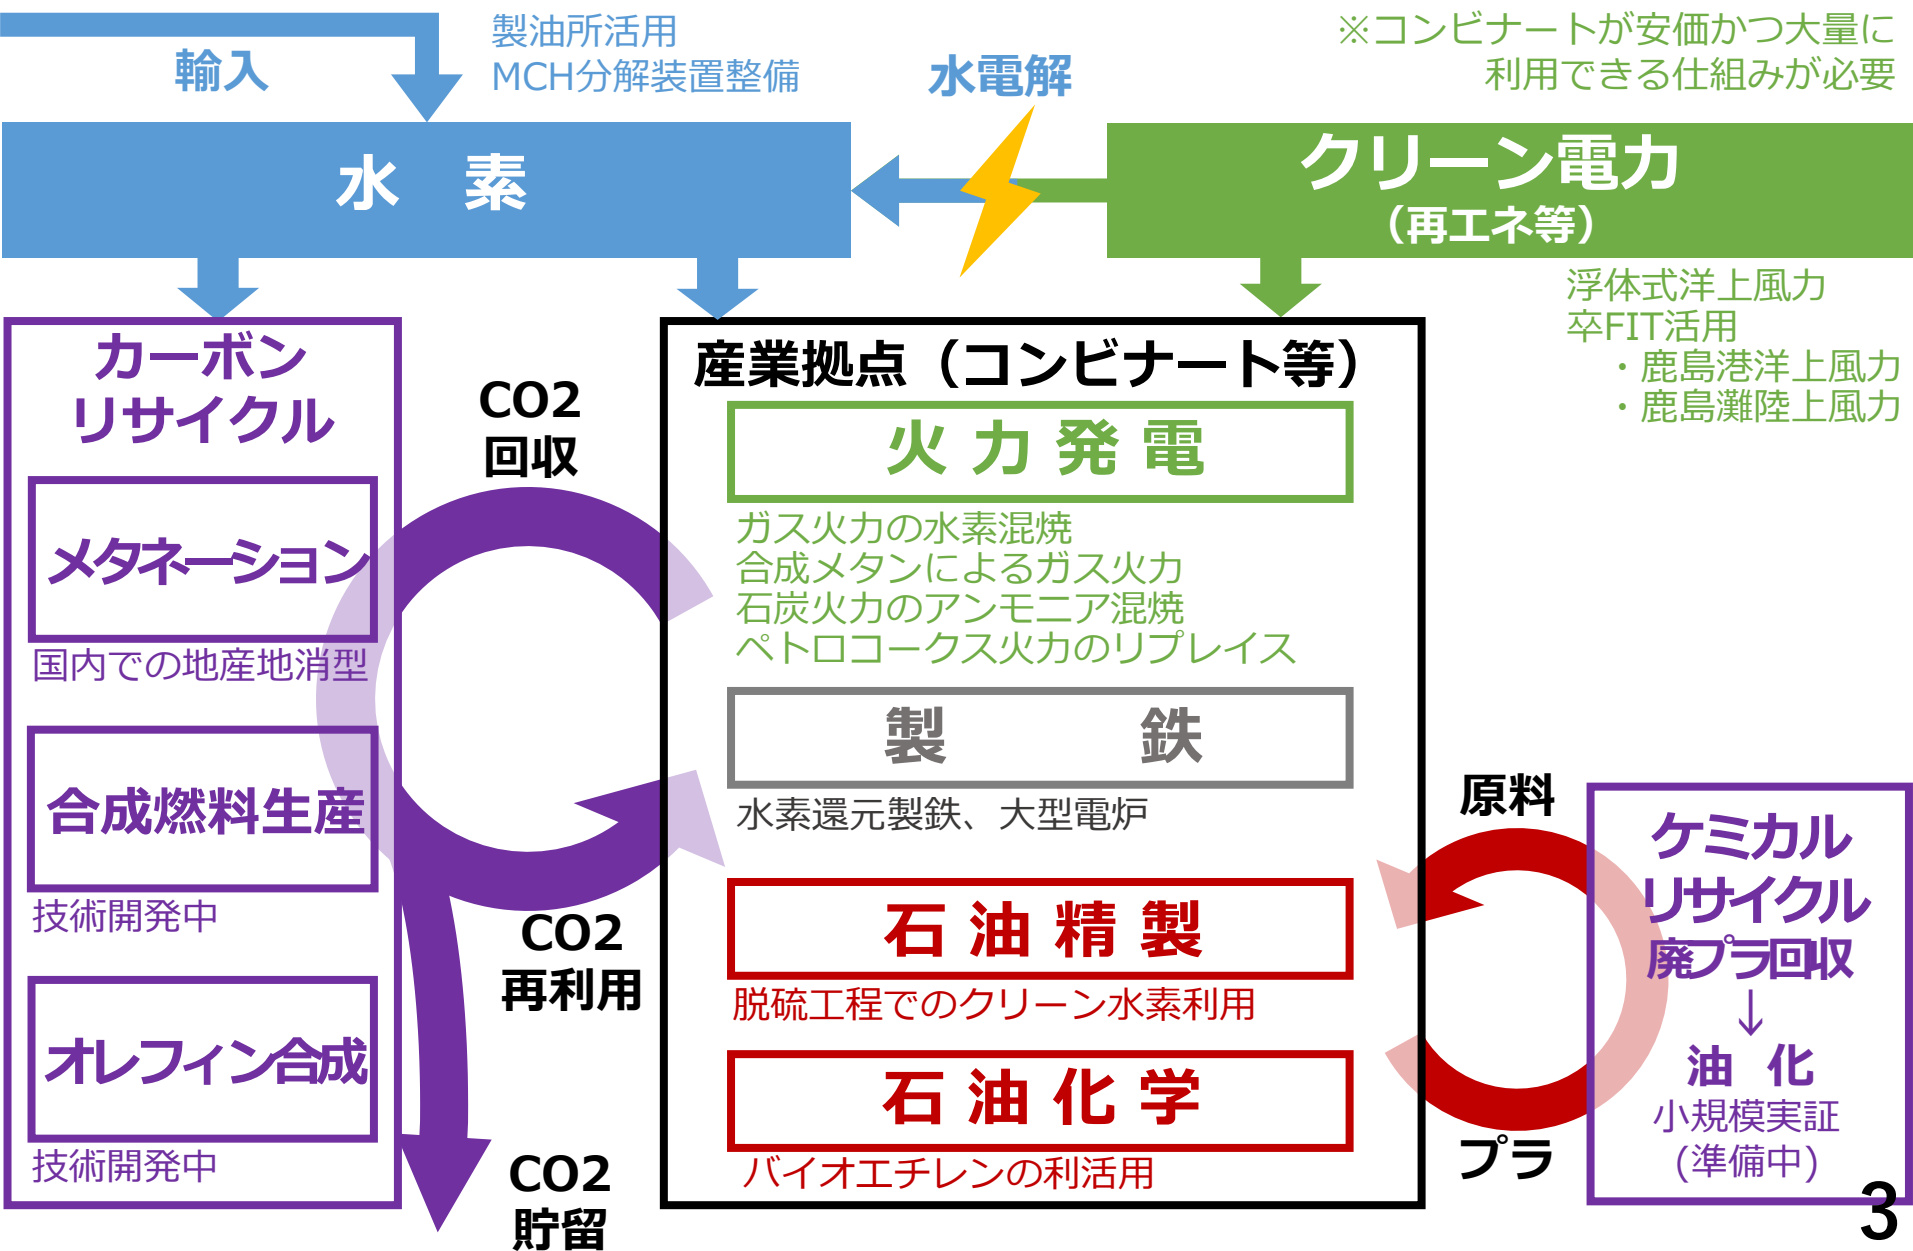 輸入
製油所活用
MCH分解装置整備
水電解
※コンビナートが安価かつ大量に
利用できる仕組みが必要
水　素
クリーン電力
（再エネ等）
浮体式洋上風力
卒FIT活用
・鹿島港洋上風力
・鹿島灘陸上風力
カーボン
リサイクル
メタネーション
国内での地産地消型
合成燃料生産
技術開発中
オレフィン合成
技術開発中
CO2
回収
CO2
再利用
CO2
貯留
産業拠点（コンビナート等）
火力発電
ガス火力の水素混焼
合成メタンによるガス火力
石炭火力のアンモニア混焼
ペトロコークス火力のリプレイス
製　鉄
水素還元製鉄、大型電炉
石油精製
脱硫工程でのクリーン水素利用
石油化学
バイオエチレンの利活用
原料
プラ
ケミカル
リサイクル
廃プラ回収
↓
油　化
小規模実証
(準備中)
3